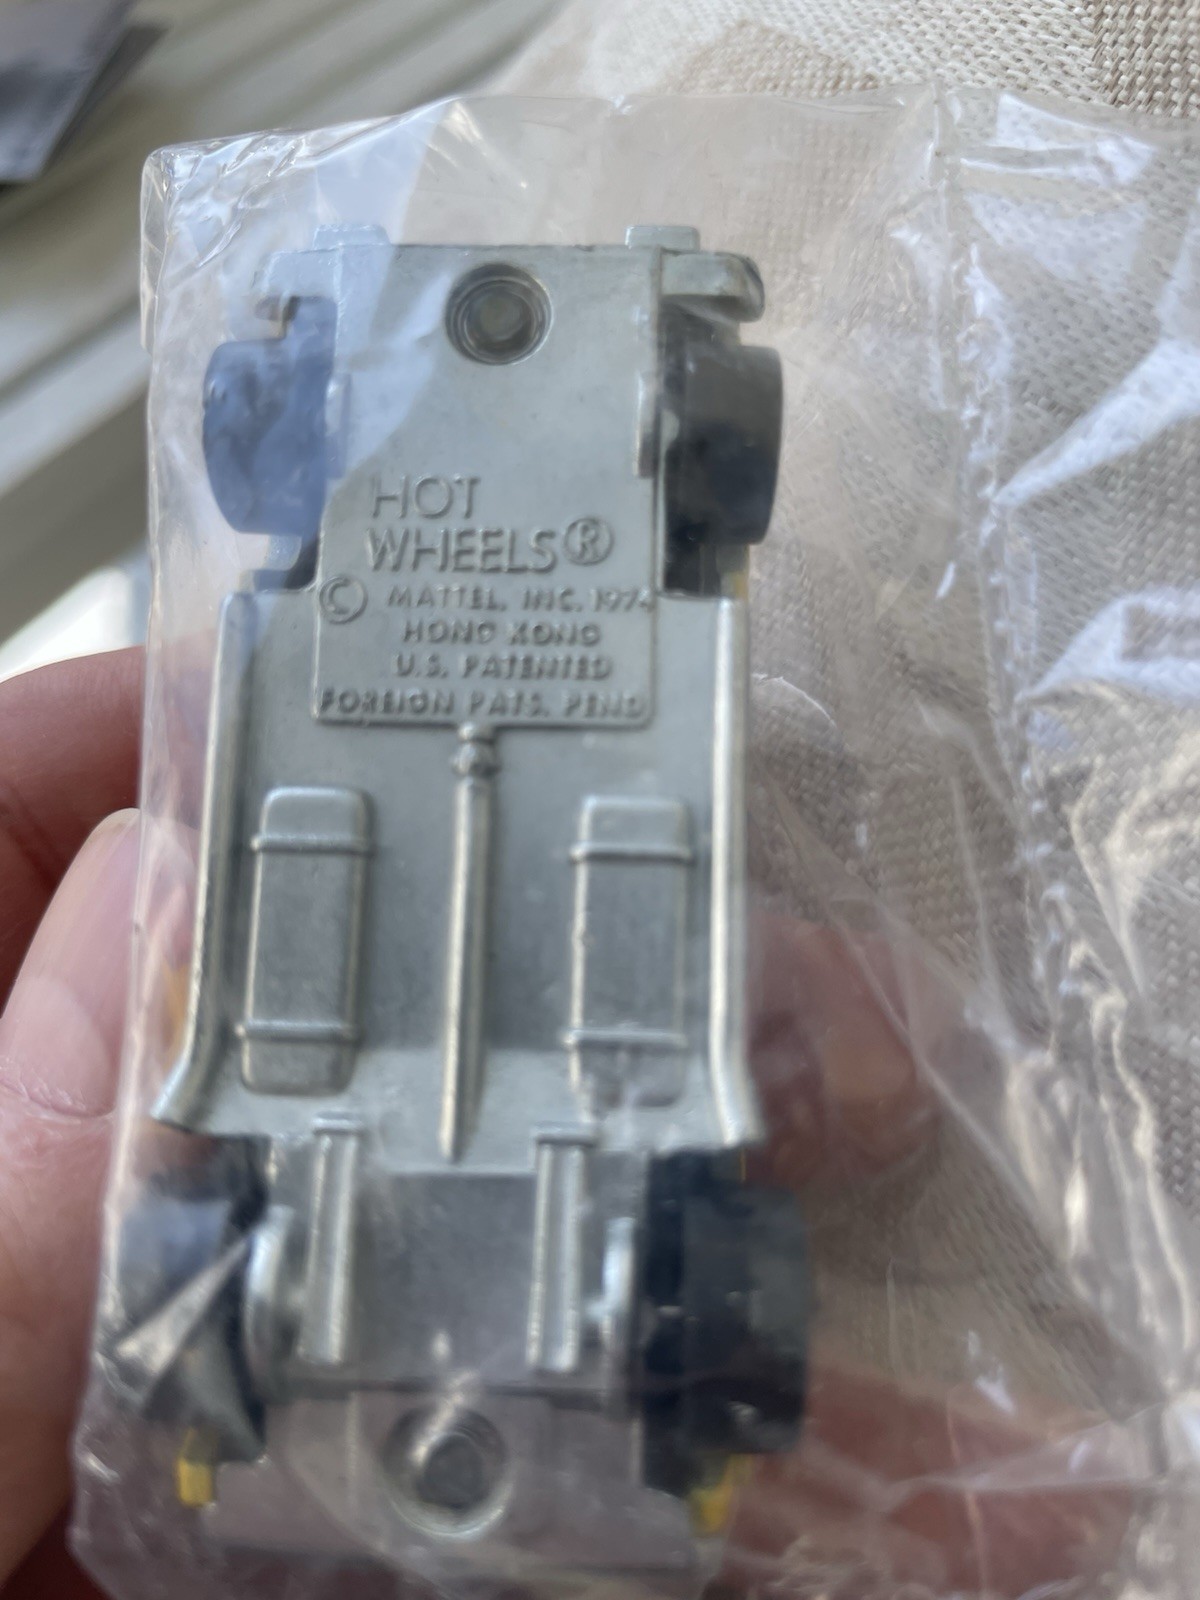 HOT
WHEELS®
© MATTEL, INC. 1974
HONG KONG
U.S. PATENTED
FOREIGN PATS. PEND